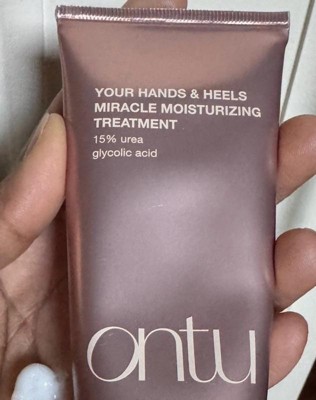 YOUR HANDS & HEELS
MIRACLE MOISTURIZING
TREATMENT
15% urea
glycolic acid
ontu